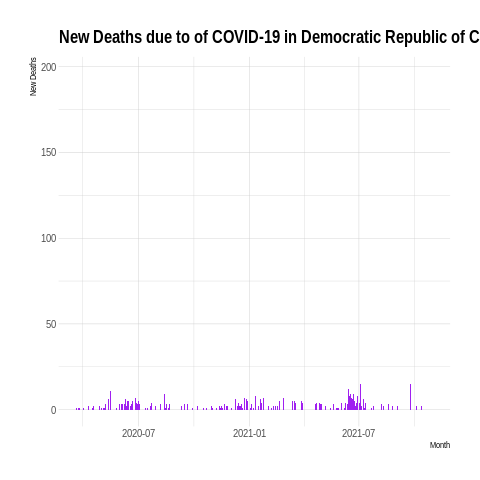 New Deaths due to of COVID-19 in Democratic Republic of C
New Deaths
200
150
100
50
0
2020-07 2021-01 2021-07
Month